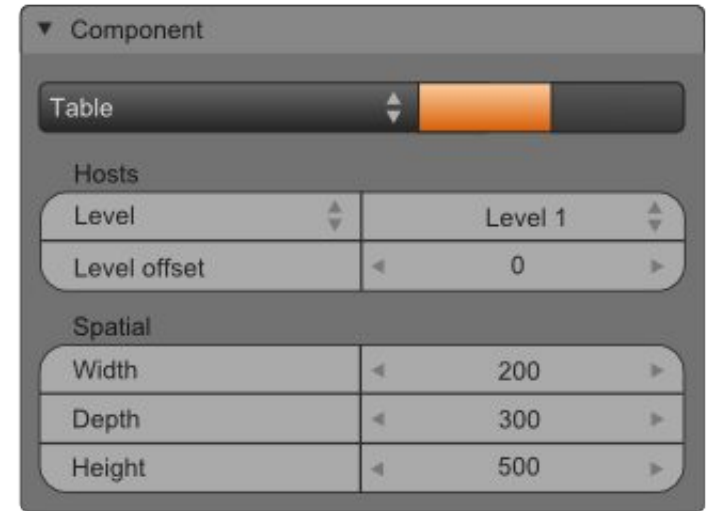 Component
Table
Hosts
Level Level 1
Level offset 0
Spatial
Width 200
Depth 300
Height 500